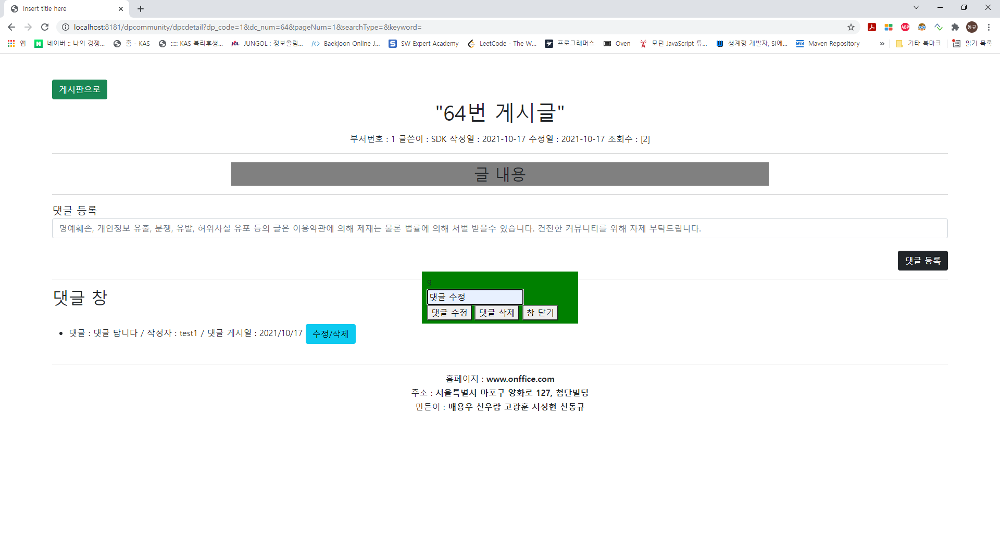 Insert title here
localhost:8181/dpcommunity/dpcdetail?dp_code=1&dc_num=64&pageNum=1&searchType=&keyword=
ABP
동규
앱 네이버 :: 나의 경쟁... 홈 - KAS ::::: KAS 복리후생... JUNGOL : 정보올림... Baekjoon Online J... SW Expert Academy LeetCode - The W... 프로그래머스 Oven 모던 JavaScript 튜... 생계형 개발자, SI에... Maven Repository » 기타 북마크 읽기 목록
게시판으로
"64번 게시글"
부서번호 : 1 글쓴이 : SDK 작성일 : 2021-10-17 수정일 : 2021-10-17 조회수 : [2]
글 내용
댓글 등록
명예훼손, 개인정보 유출, 분쟁, 유발, 허위사실 유포 등의 글은 이용약관에 의해 제재는 물론 법률에 의해 처벌 받을수 있습니다. 건전한 커뮤니티를 위해 자제 부탁드립니다.
댓글 등록
9
댓글 수정
댓글 수정 댓글 삭제 창 닫기
댓글 창
댓글 : 댓글 답니다 / 작성자 : test1 / 댓글 게시일 : 2021/10/17 수정/삭제
홈페이지 : www.onffice.com
주소 : 서울특별시 마포구 양화로 127, 첨단빌딩
만든이 : 배용우 신우람 고광훈 서성현 신동규